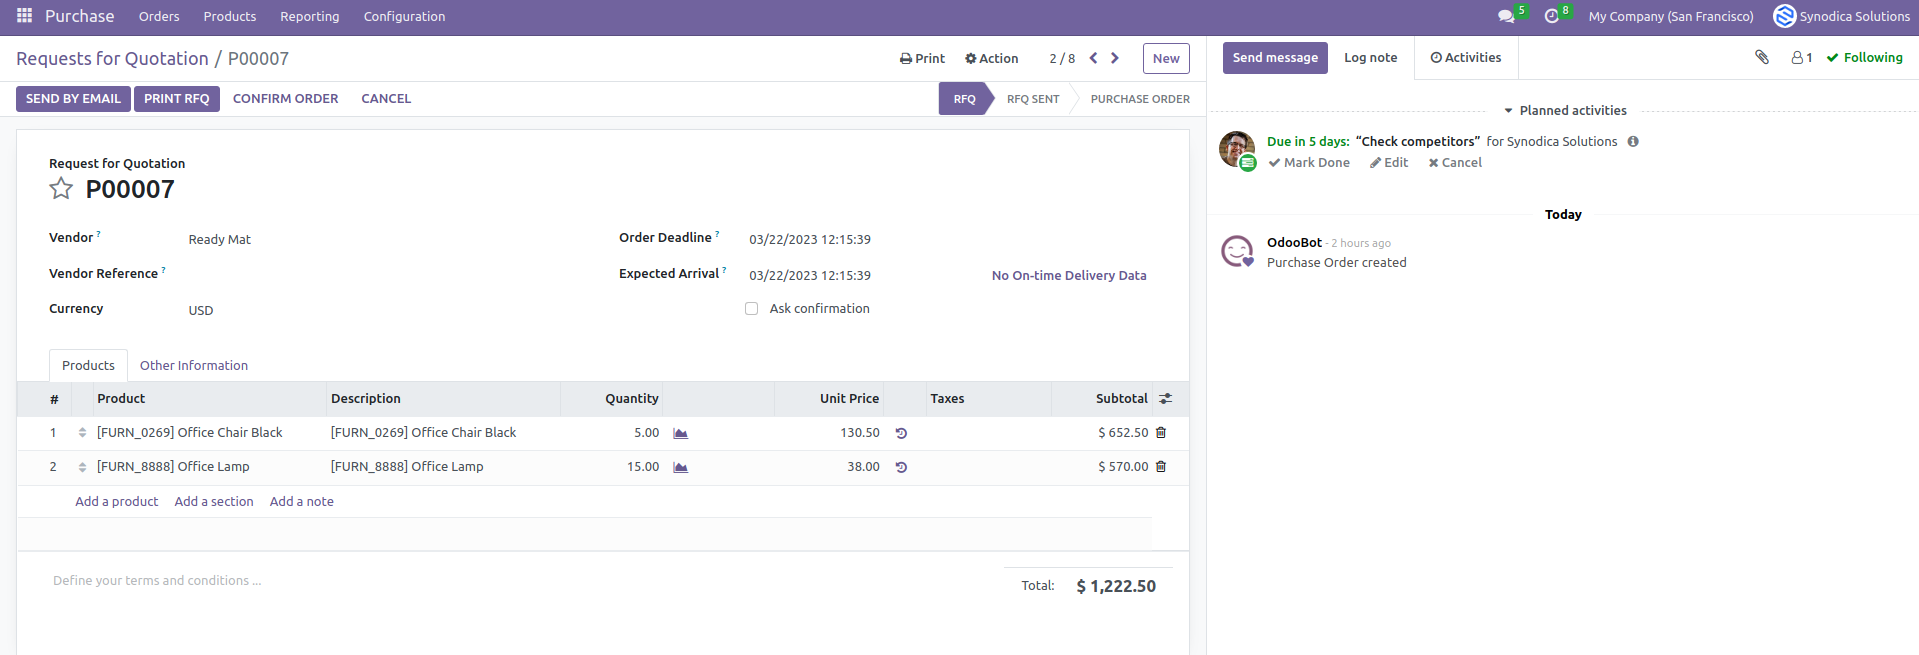 Purchase Orders Products Reporting Configuration 5 8 My Company (San Francisco) Synodica Solutions
Requests for Quotation / P00007 Print Action 2 / 8 New
SEND BY EMAIL PRINT RFQ CONFIRM ORDER CANCEL RFQ RFQ SENT PURCHASE ORDER
Request for Quotation
P00007
Vendor ? Ready Mat Order Deadline ? 03/22/2023 12:15:39
Vendor Reference ? Expected Arrival ? 03/22/2023 12:15:39 No On-time Delivery Data
Currency USD Ask confirmation
Products Other Information
# Product Description Quantity Unit Price Taxes Subtotal
1 [FURN_0269] Office Chair Black [FURN_0269] Office Chair Black 5.00 130.50 $ 652.50
2 [FURN_8888] Office Lamp [FURN_8888] Office Lamp 15.00 38.00 $ 570.00
Add a product Add a section Add a note
Define your terms and conditions ... Total: $ 1,222.50
Send message Log note Activities 1 Following
Planned activities
Due in 5 days: “Check competitors” for Synodica Solutions
Mark Done Edit Cancel
Today
OdooBot - 2 hours ago
Purchase Order created